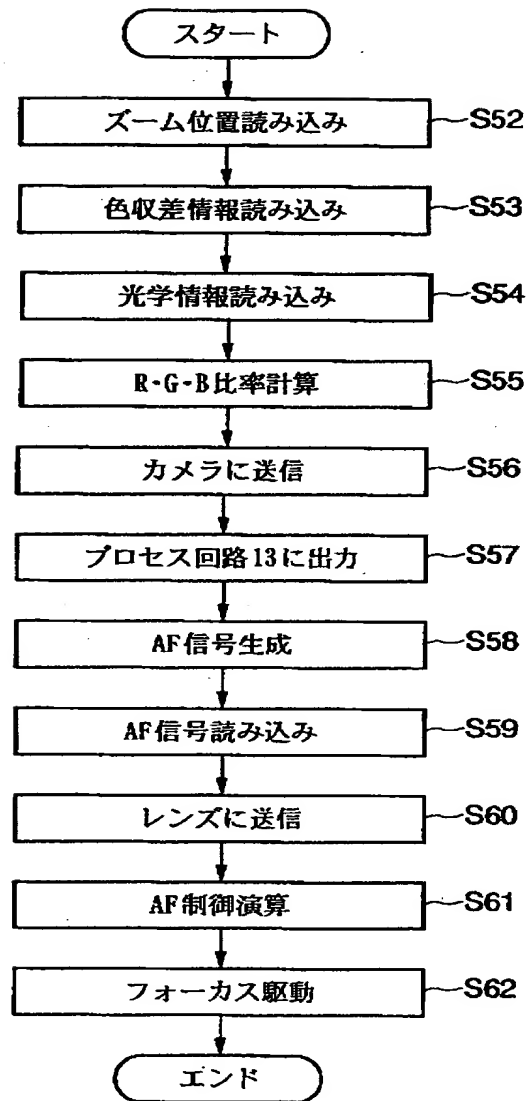 スタート
ズーム位置読み込み S52
色収差情報読み込み S53
光学情報読み込み S54
R・G・B比率計算 S55
カメラに送信 S56
プロセス回路13に出力 S57
AF信号生成 S58
AF信号読み込み S59
レンズに送信 S60
AF制御演算 S61
フォーカス駆動 S62
エンド